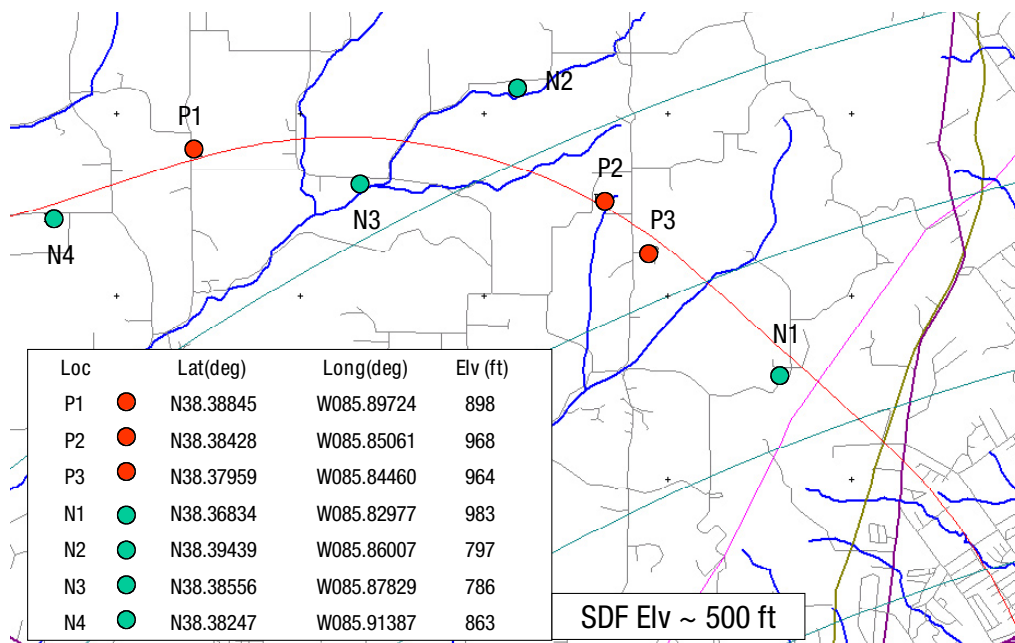 N2
P1
P2
N3
P3
N4
N1
Loc Lat(deg) Long(deg) Elv (ft)
P1 N38.38845 W085.89724 898
P2 N38.38428 W085.85061 968
P3 N38.37959 W085.84460 964
N1 N38.36834 W085.82977 983
N2 N38.39439 W085.86007 797
N3 N38.38556 W085.87829 786
N4 N38.38247 W085.91387 863
SDF Elv ~ 500 ft